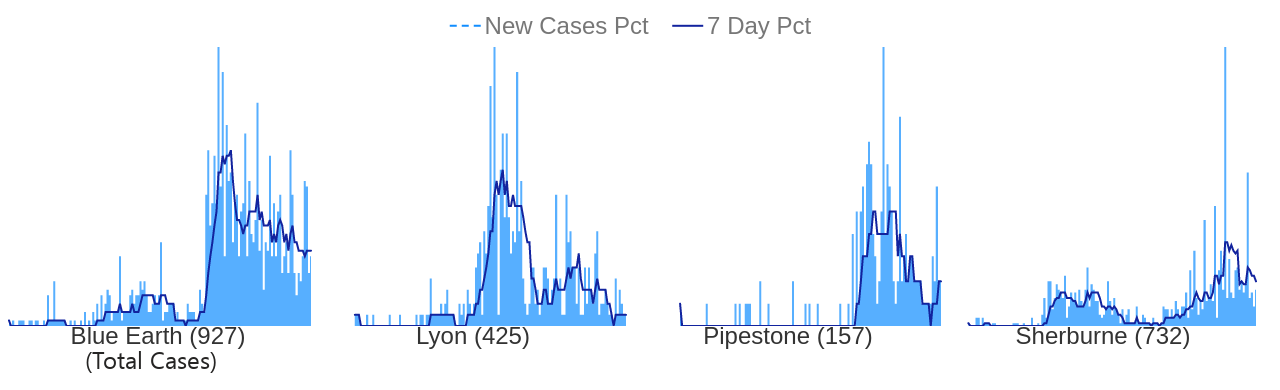 New Cases Pct 7 Day Pct
Blue Earth (927) Lyon (425) Pipestone (157) Sherburne (732)
(Total Cases)